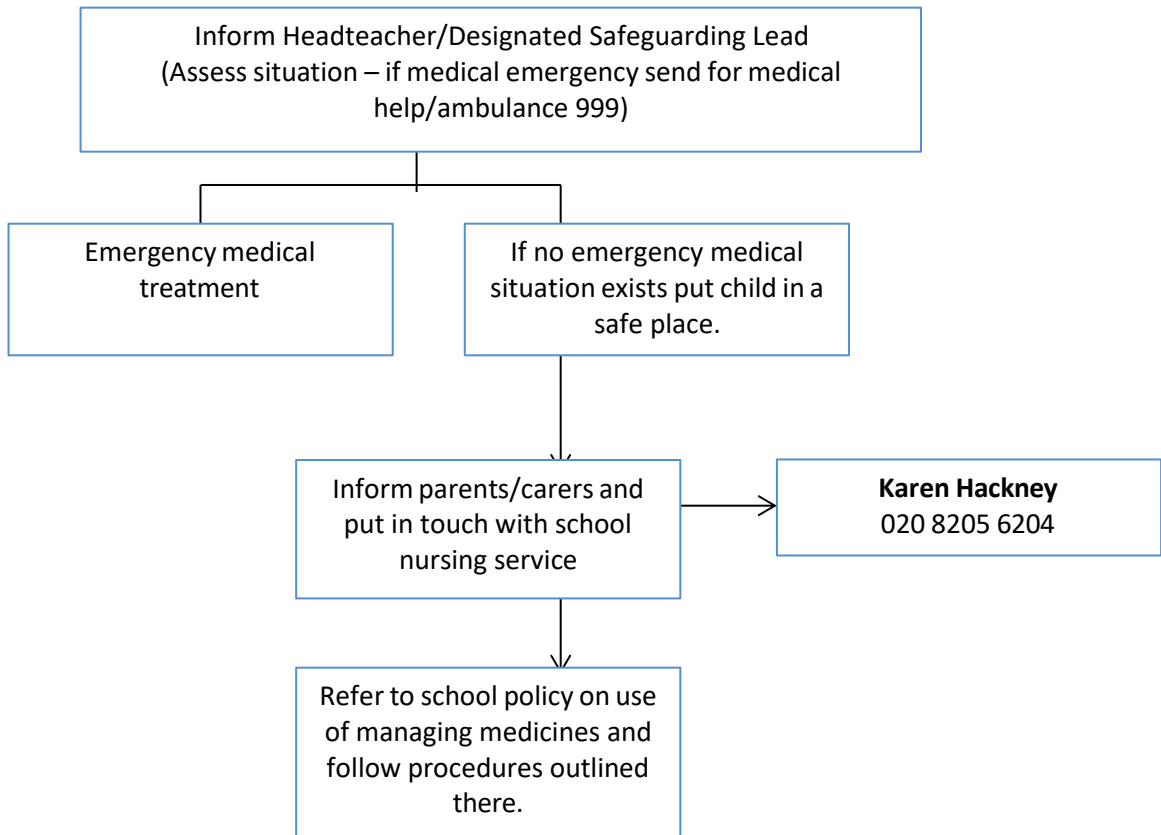 Inform Headteacher/Designated Safeguarding Lead
(Assess situation – if medical emergency send for medical
help/ambulance 999)
Emergency medical
treatment
If no emergency medical
situation exists put child in a
safe place.
Inform parents/carers and
put in touch with school
nursing service
Karen Hackney
020 8205 6204
Refer to school policy on use
of managing medicines and
follow procedures outlined
there.